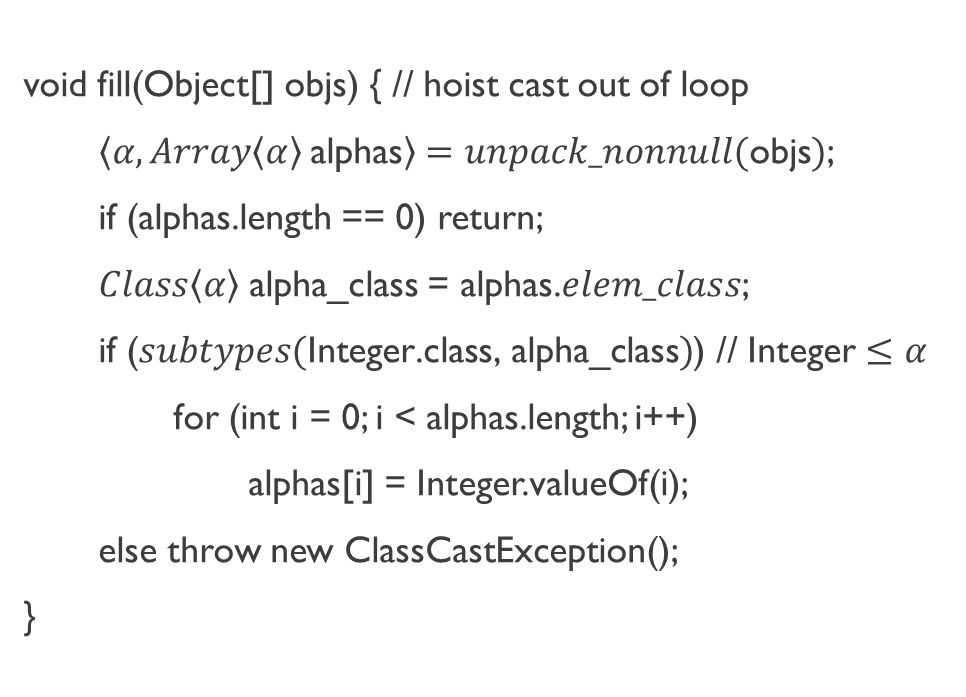 void fill(Object[] objs) { // hoist cast out of loop
⟨α, Array⟨α⟩ alphas⟩ = unpack_nonnull(objs);
if (alphas.length == 0) return;
Class⟨α⟩ alpha_class = alphas.elem_class;
if (subtypes(Integer.class, alpha_class)) // Integer ≤ α
for (int i = 0; i < alphas.length; i++)
alphas[i] = Integer.valueOf(i);
else throw new ClassCastException();
}